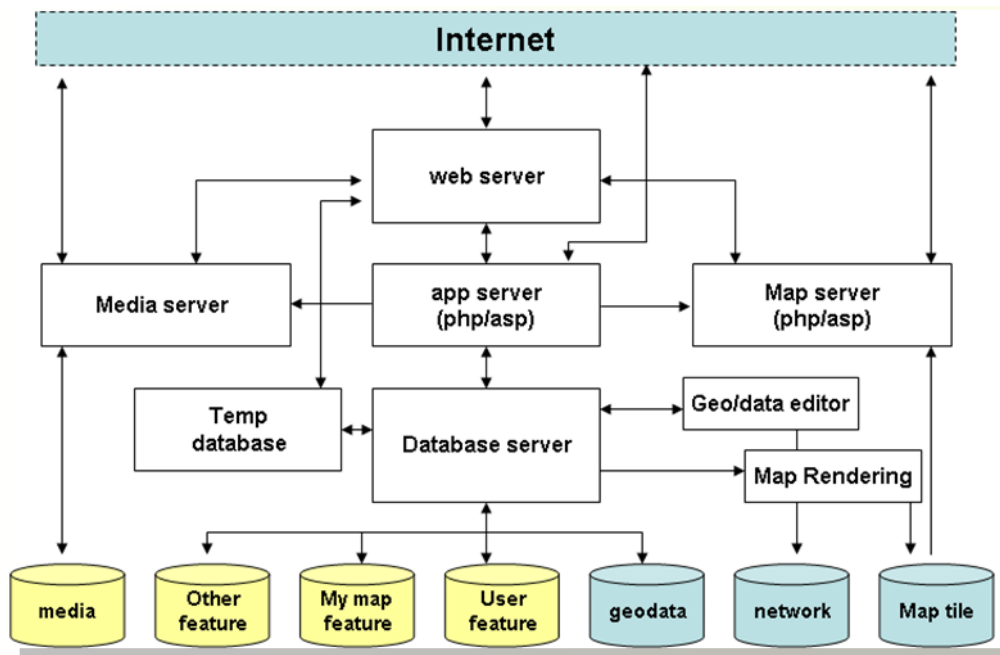 Internet
web server
Media server
app server
(php/asp)
Map server
(php/asp)
Temp
database
Database server
Geo/data editor
Map Rendering
media
Other
feature
My map
feature
User
feature
geodata
network
Map tile